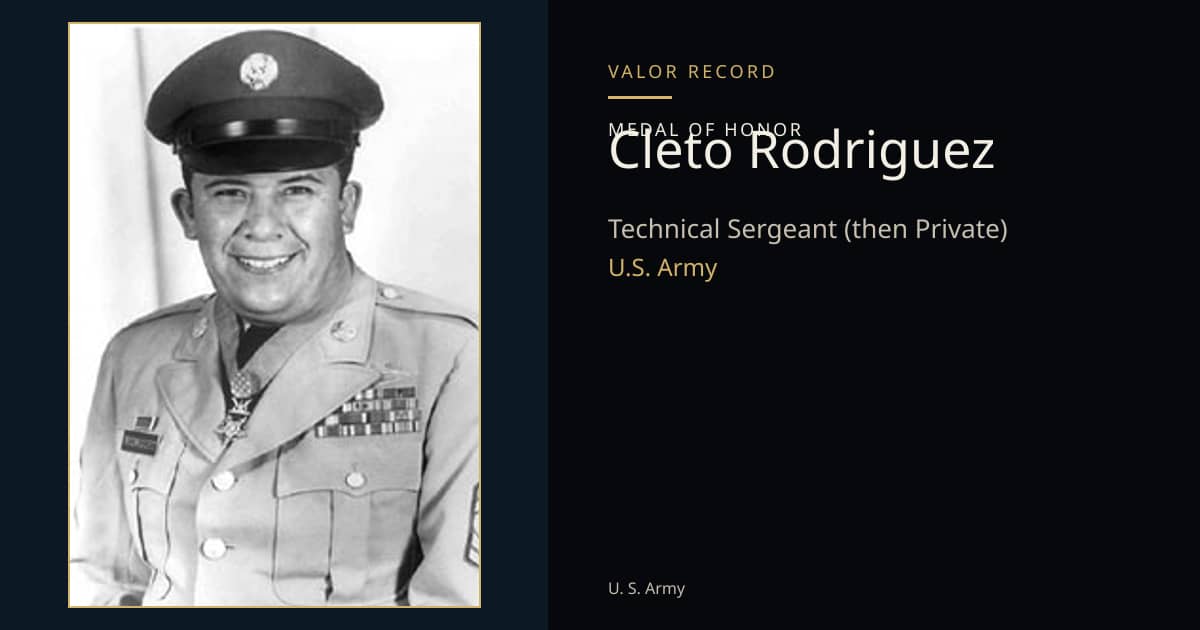 VALOR RECORD
MEDAL OF HONOR
Cleto Rodriguez
Technical Sergeant (then Private)
U.S. Army
U. S. Army